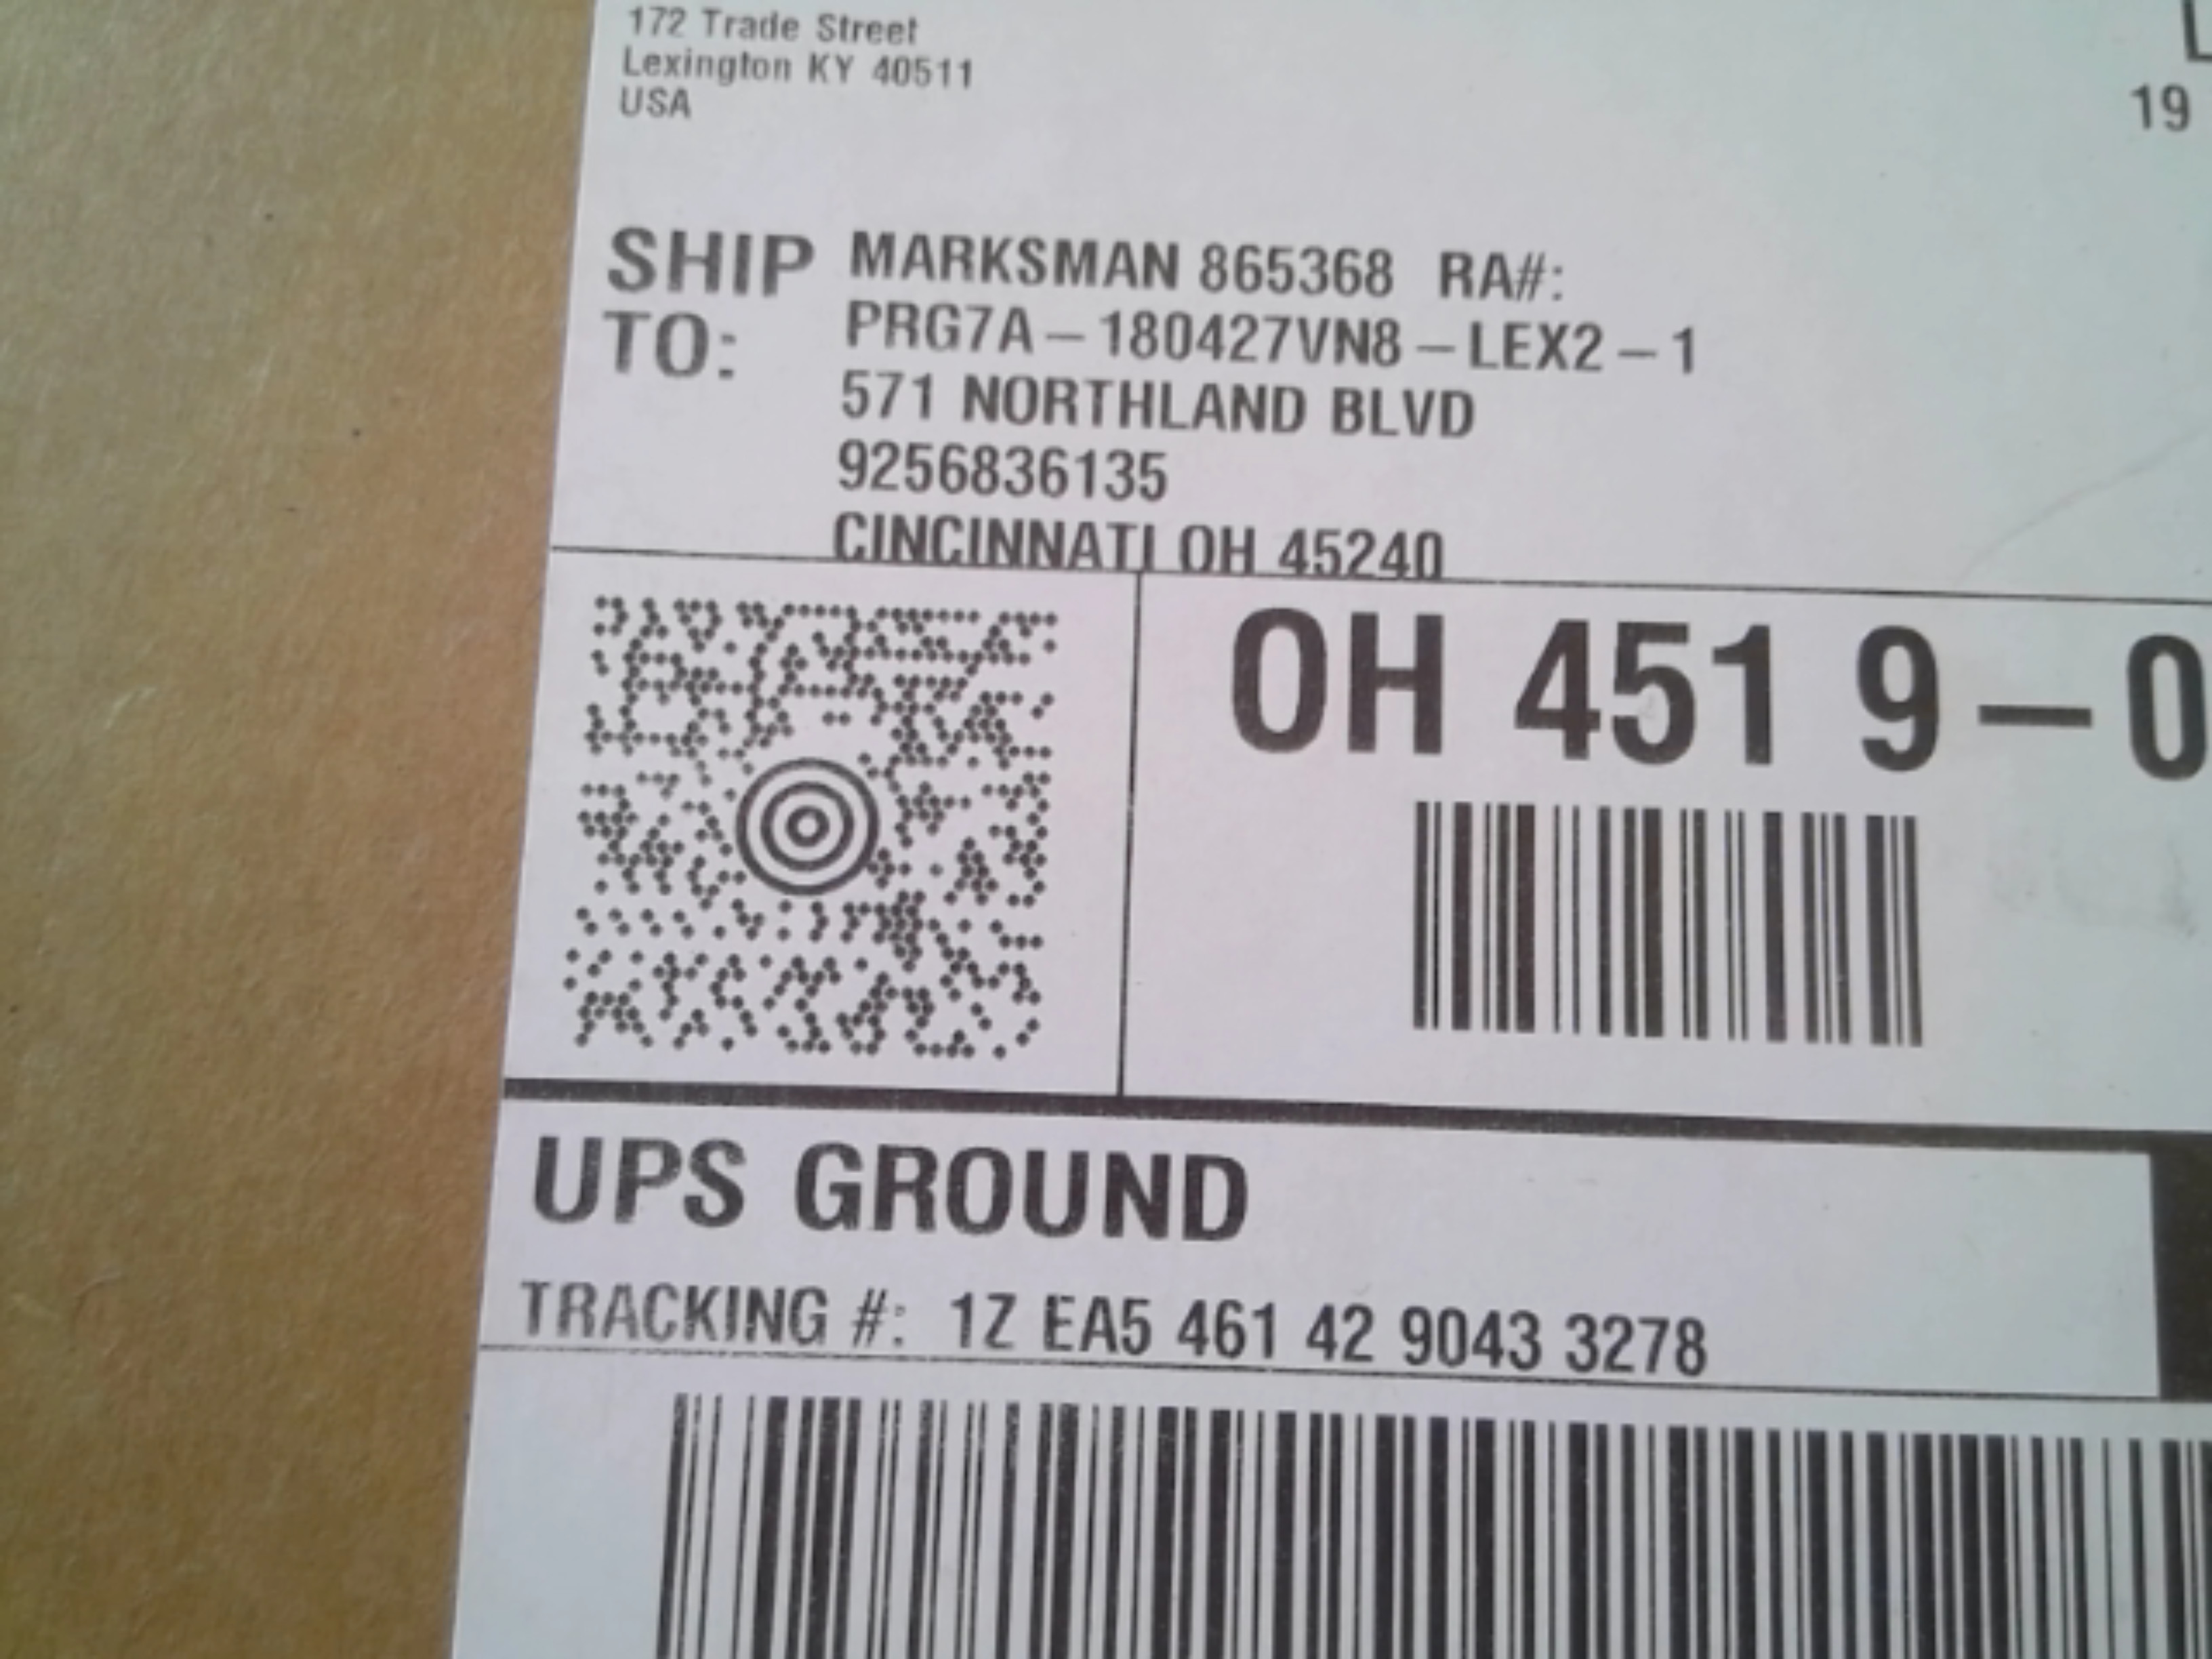 172 Trade Street
Lexington KY 40511
USA
19
SHIP TO:
MARKSMAN 865368 RA#:
PRG7A – 180427VN8 – LEX2 – 1
571 NORTHLAND BLVD
9256836135
CINCINNATI OH 45240
OH 451 9 – 0
UPS GROUND
TRACKING #: 1Z EA5 461 42 9043 3278